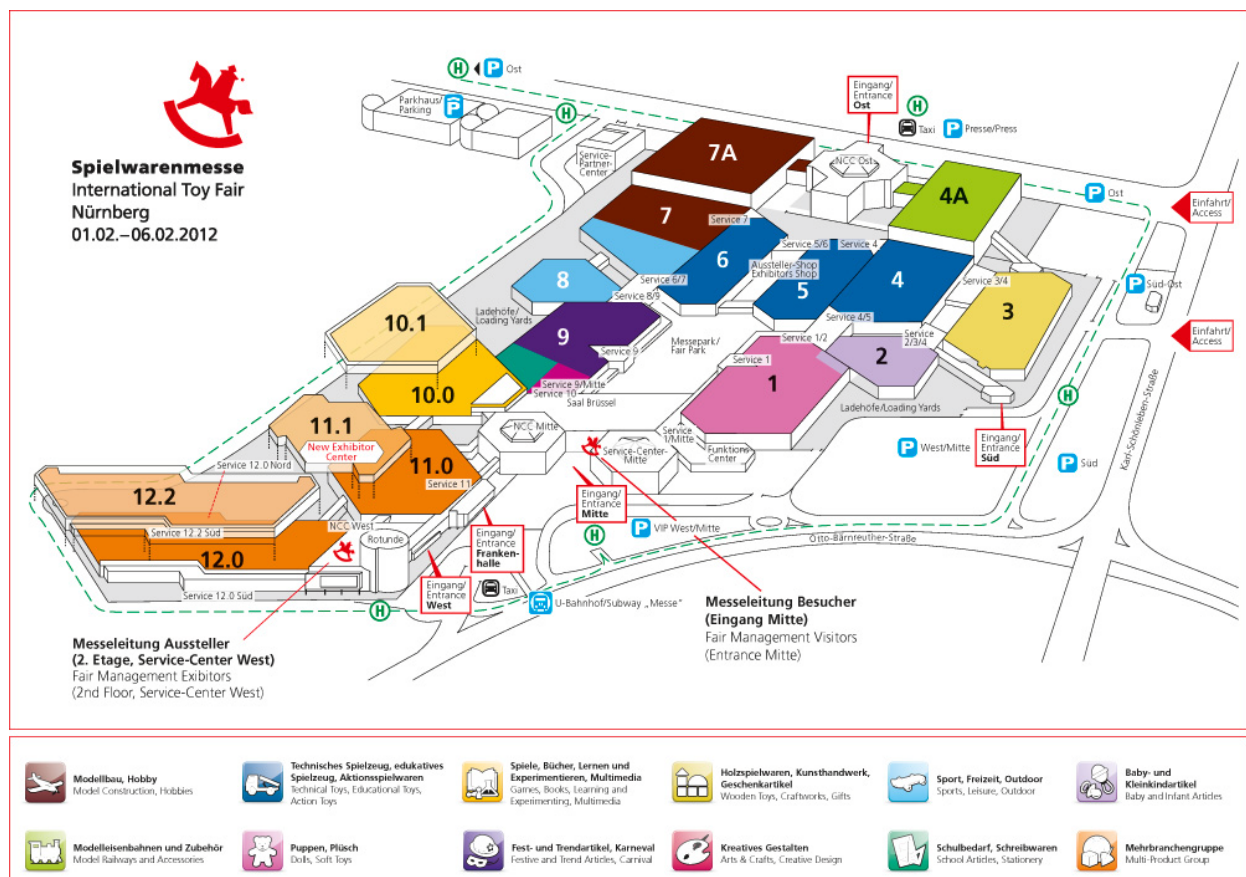 Spielwarenmesse
International Toy Fair
Nürnberg
01.02.–06.02.2012
H
P Ost
Parkhaus/
Parking
P
H
Service-
Partner-
Center
Eingang/
Entrance
Ost
H
Taxi
P Presse/Press
NCC Ost
7A
4A
P Ost
Einfahrt/
Access
7
Service 7
6
Service 5/6
Service 4
Aussteller-Shop
Exhibitors Shop
5
4
Service 3/4
3
P Süd-Ost
Einfahrt/
Access
8
Service 6/7
Service 8/9
Ladehöfe/
Loading Yards
9
Service 9
Messepark/
Fair Park
Service 4/5
Service 1/2
Service
2/3/4
Service 1
1
2
10.1
10.0
Service 9/Mitte
Service 10
Saal Brüssel
Ladehöfe/Loading Yards
H
Karl-Schönleben-Straße
11.1
New Exhibitor
Center
11.0
Service 11
NCC Mitte
Service
1/Mitte
Service-Center-
Mitte
Funktions
Center
P West/Mitte
Eingang/
Entrance
Süd
P Süd
Service 12.0 Nord
12.2
Service 12.2 Süd
12.0
NCC West
Rotunde
Service 12.0 Süd
Eingang/
Entrance
Mitte
Eingang/
Entrance
Franken-
halle
H
P VIP West/Mitte
Otto-Bärnreuther-Straße
Eingang/
Entrance
West
Taxi
H
U-Bahnhof/Subway „Messe“
Messeleitung Aussteller
(2. Etage, Service-Center West)
Fair Management Exibitors
(2nd Floor, Service-Center West)
Messeleitung Besucher
(Eingang Mitte)
Fair Management Visitors
(Entrance Mitte)
Modellbau, Hobby
Model Construction, Hobbies
Technisches Spielzeug, edukatives
Spielzeug, Aktionsspielwaren
Technical Toys, Educational Toys,
Action Toys
Spiele, Bücher, Lernen und
Experimentieren, Multimedia
Games, Books, Learning and
Experimenting, Multimedia
Holzspielwaren, Kunsthandwerk,
Geschenkartikel
Wooden Toys, Craftworks, Gifts
Sport, Freizeit, Outdoor
Sports, Leisure, Outdoor
Baby- und
Kleinkindartikel
Baby and Infant Articles
Modelleisenbahnen und Zubehör
Model Railways and Accessories
Puppen, Plüsch
Dolls, Soft Toys
Fest- und Trendartikel, Karneval
Festive and Trend Articles, Carnival
Kreatives Gestalten
Arts & Crafts, Creative Design
Schulbedarf, Schreibwaren
School Articles, Stationery
Mehrbranchengruppe
Multi-Product Group